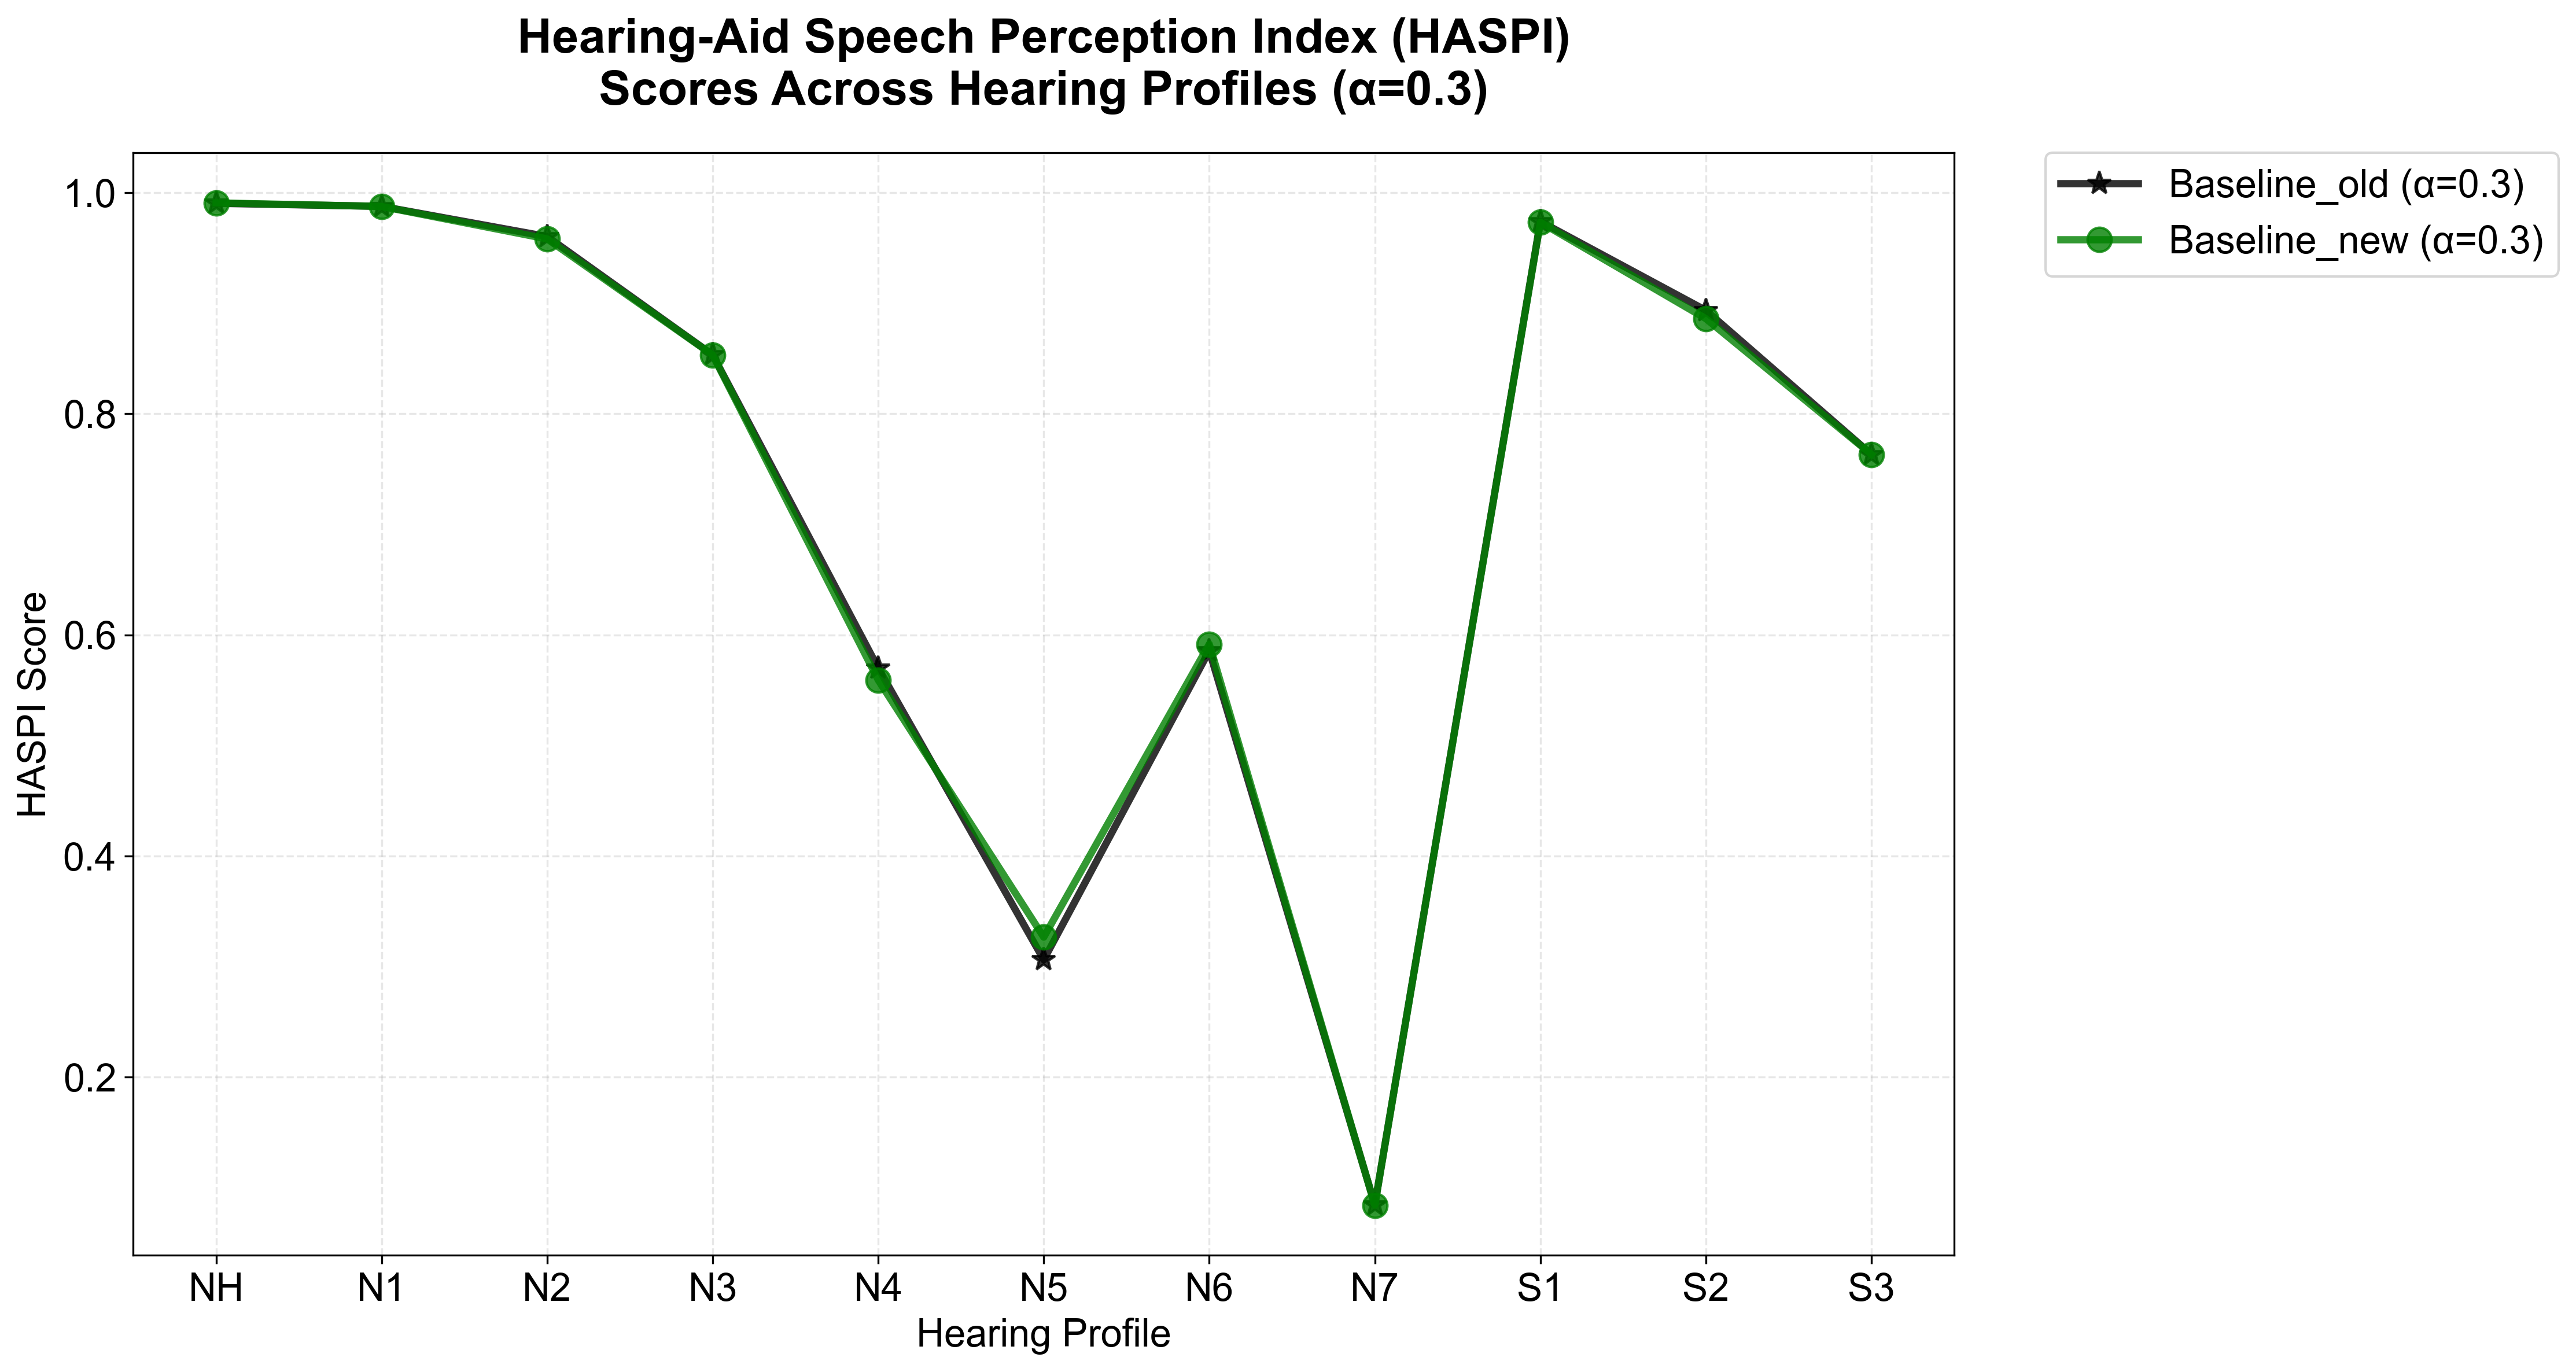 Hearing-Aid Speech Perception Index (HASPI)
Scores Across Hearing Profiles (α=0.3)
Baseline_old (α=0.3)
Baseline_new (α=0.3)
HASPI Score
1.0
0.8
0.6
0.4
0.2
NH N1 N2 N3 N4 N5 N6 N7 S1 S2 S3
Hearing Profile